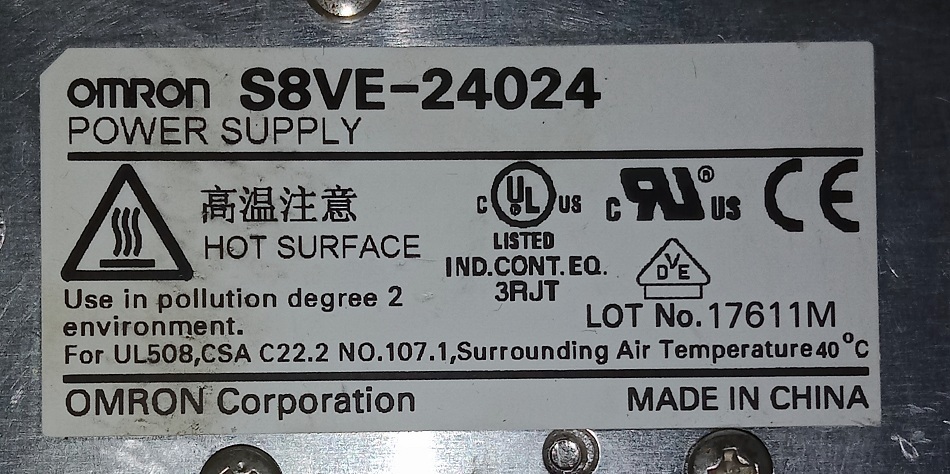 OMRON S8VE-24024
POWER SUPPLY
高温注意
HOT SURFACE
C UL US
LISTED
IND.CONT.EQ.
3RJT
C RU® US
CE
DVE
Use in pollution degree 2
environment.
LOT No.17611M
For UL508,CSA C22.2 NO.107.1,Surrounding Air Temperature40°C
OMRON Corporation
MADE IN CHINA